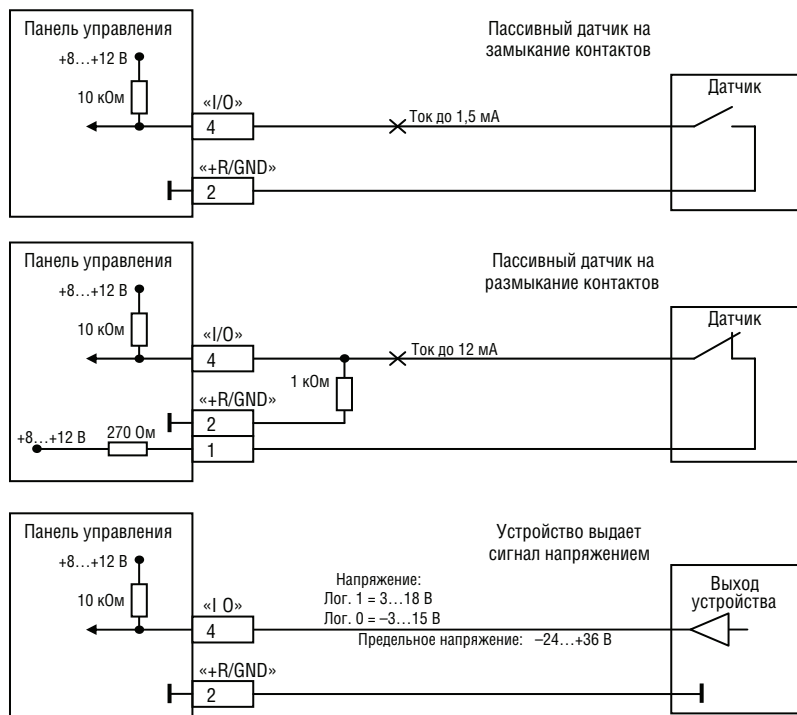 Панель управления
Пассивный датчик на
замыкание контактов
+8...+12 В
10 кОм
«I/O»
4
Ток до 1,5 мА
Датчик
«+R/GND»
2
Панель управления
Пассивный датчик на
размыкание контактов
+8...+12 В
10 кОм
«I/O»
4
Ток до 12 мА
Датчик
1 кОм
«+R/GND»
2
+8...+12 В
270 Ом
1
Панель управления
Устройство выдает
сигнал напряжением
+8...+12 В
10 кОм
«I O»
4
Напряжение:
Лог. 1 = 3...18 В
Лог. 0 = –3...15 В
Предельное напряжение: –24...+36 В
Выход
устройства
«+R/GND»
2